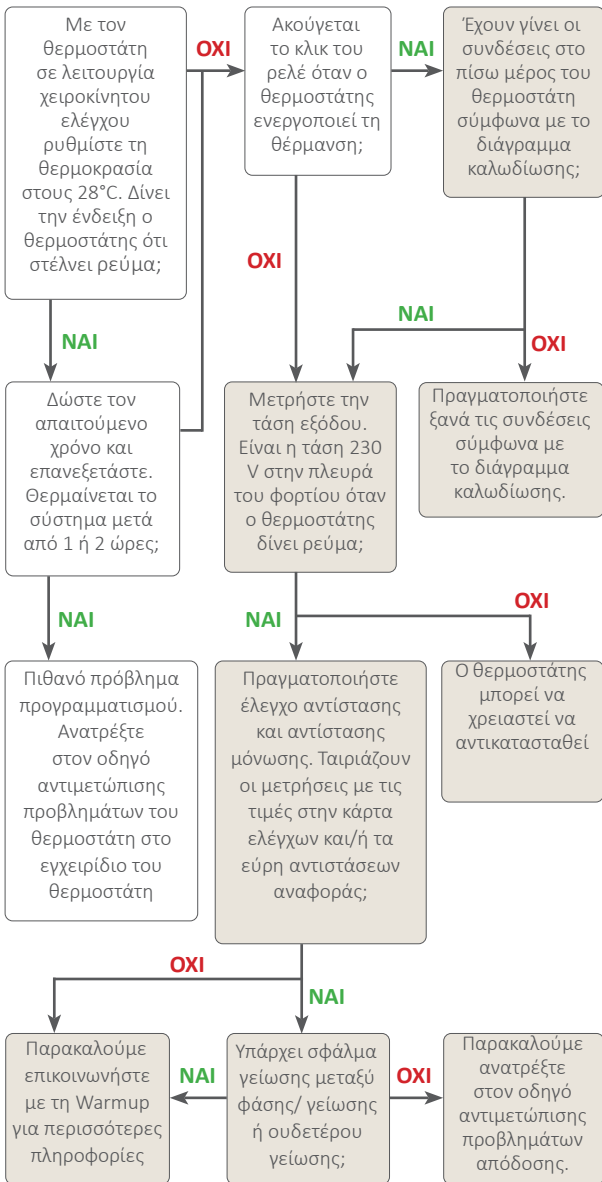 Με τον
θερμοστάτη
σε λειτουργία
χειροκίνητου
ελέγχου
ρυθμίστε τη
θερμοκρασία
στους 28°C. Δίνει
την ένδειξη ο
θερμοστάτης ότι
στέλνει ρεύμα;
ΟΧΙ
Ακούγεται
το κλικ του
ρελέ όταν ο
θερμοστάτης
ενεργοποιεί τη
θέρμανση;
ΝΑΙ
Έχουν γίνει οι
συνδέσεις στο
πίσω μέρος του
θερμοστάτη
σύμφωνα με το
διάγραμμα
καλωδίωσης;
ΝΑΙ
ΟΧΙ
ΝΑΙ
ΟΧΙ
Δώστε τον
απαιτούμενο
χρόνο και
επανεξετάστε.
Θερμαίνεται το
σύστημα μετά
από 1 ή 2 ώρες;
Μετρήστε την
τάση εξόδου.
Είναι η τάση 230
V στην πλευρά
του φορτίου όταν
ο θερμοστάτης
δίνει ρεύμα;
Πραγματοποιήστε
ξανά τις συνδέσεις
σύμφωνα με
το διάγραμμα
καλωδίωσης.
ΝΑΙ
ΝΑΙ
ΟΧΙ
Πιθανό πρόβλημα
προγραμματισμού.
Ανατρέξτε
στον οδηγό
αντιμετώπισης
προβλημάτων του
θερμοστάτη στο
εγχειρίδιο του
θερμοστάτη
Πραγματοποιήστε
έλεγχο αντίστασης
και αντίστασης
μόνωσης. Ταιριάζουν
οι μετρήσεις με τις
τιμές στην κάρτα
ελέγχων και/ή τα
εύρη αντιστάσεων
αναφοράς;
Ο θερμοστάτης
μπορεί να
χρειαστεί να
αντικατασταθεί
ΟΧΙ
ΝΑΙ
Παρακαλούμε
επικοινωνήστε
με τη Warmup
για περισσότερες
πληροφορίες
ΝΑΙ
Υπάρχει σφάλμα
γείωσης μεταξύ
φάσης/ γείωσης
ή ουδετέρου
γείωσης;
ΟΧΙ
Παρακαλούμε
ανατρέξτε
στον οδηγό
αντιμετώπισης
προβλημάτων
απόδοσης.